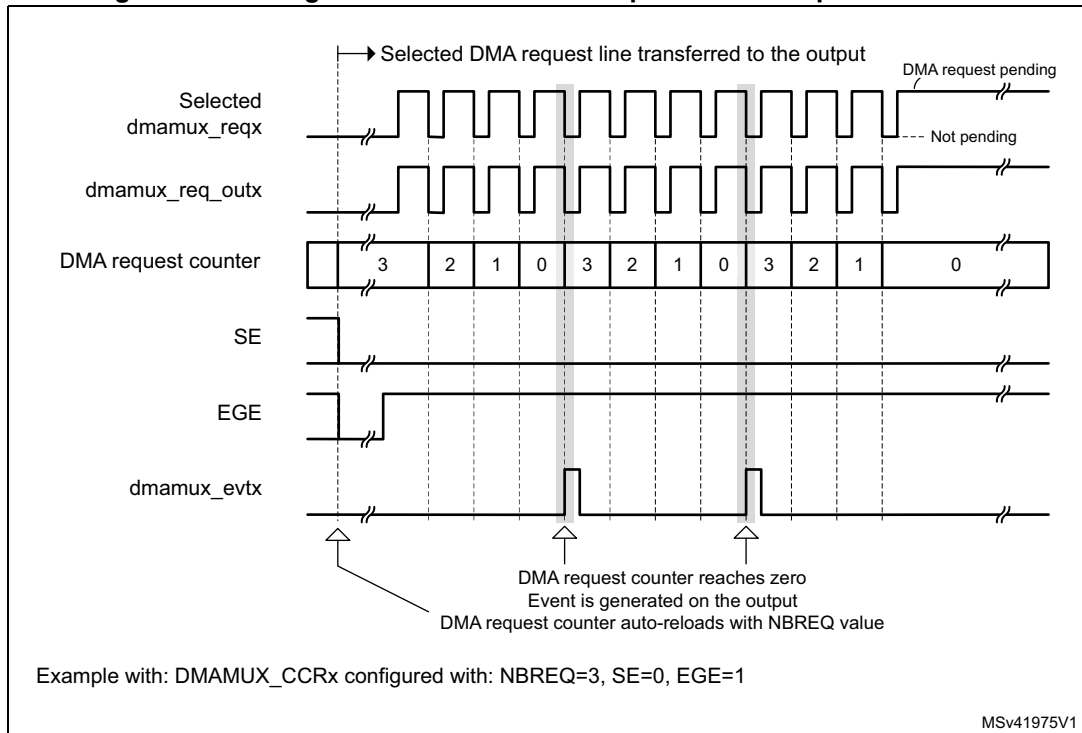 Selected DMA request line transferred to the output
DMA request pending
Selected
dmamux_reqx
Not pending
dmamux_req_outx
DMA request counter
3 2 1 0 3 2 1 0 3 2 1 0
SE
EGE
dmamux_evtx
DMA request counter reaches zero
Event is generated on the output
DMA request counter auto-reloads with NBREQ value
Example with: DMAMUX_CCRx configured with: NBREQ=3, SE=0, EGE=1
MSv41975V1